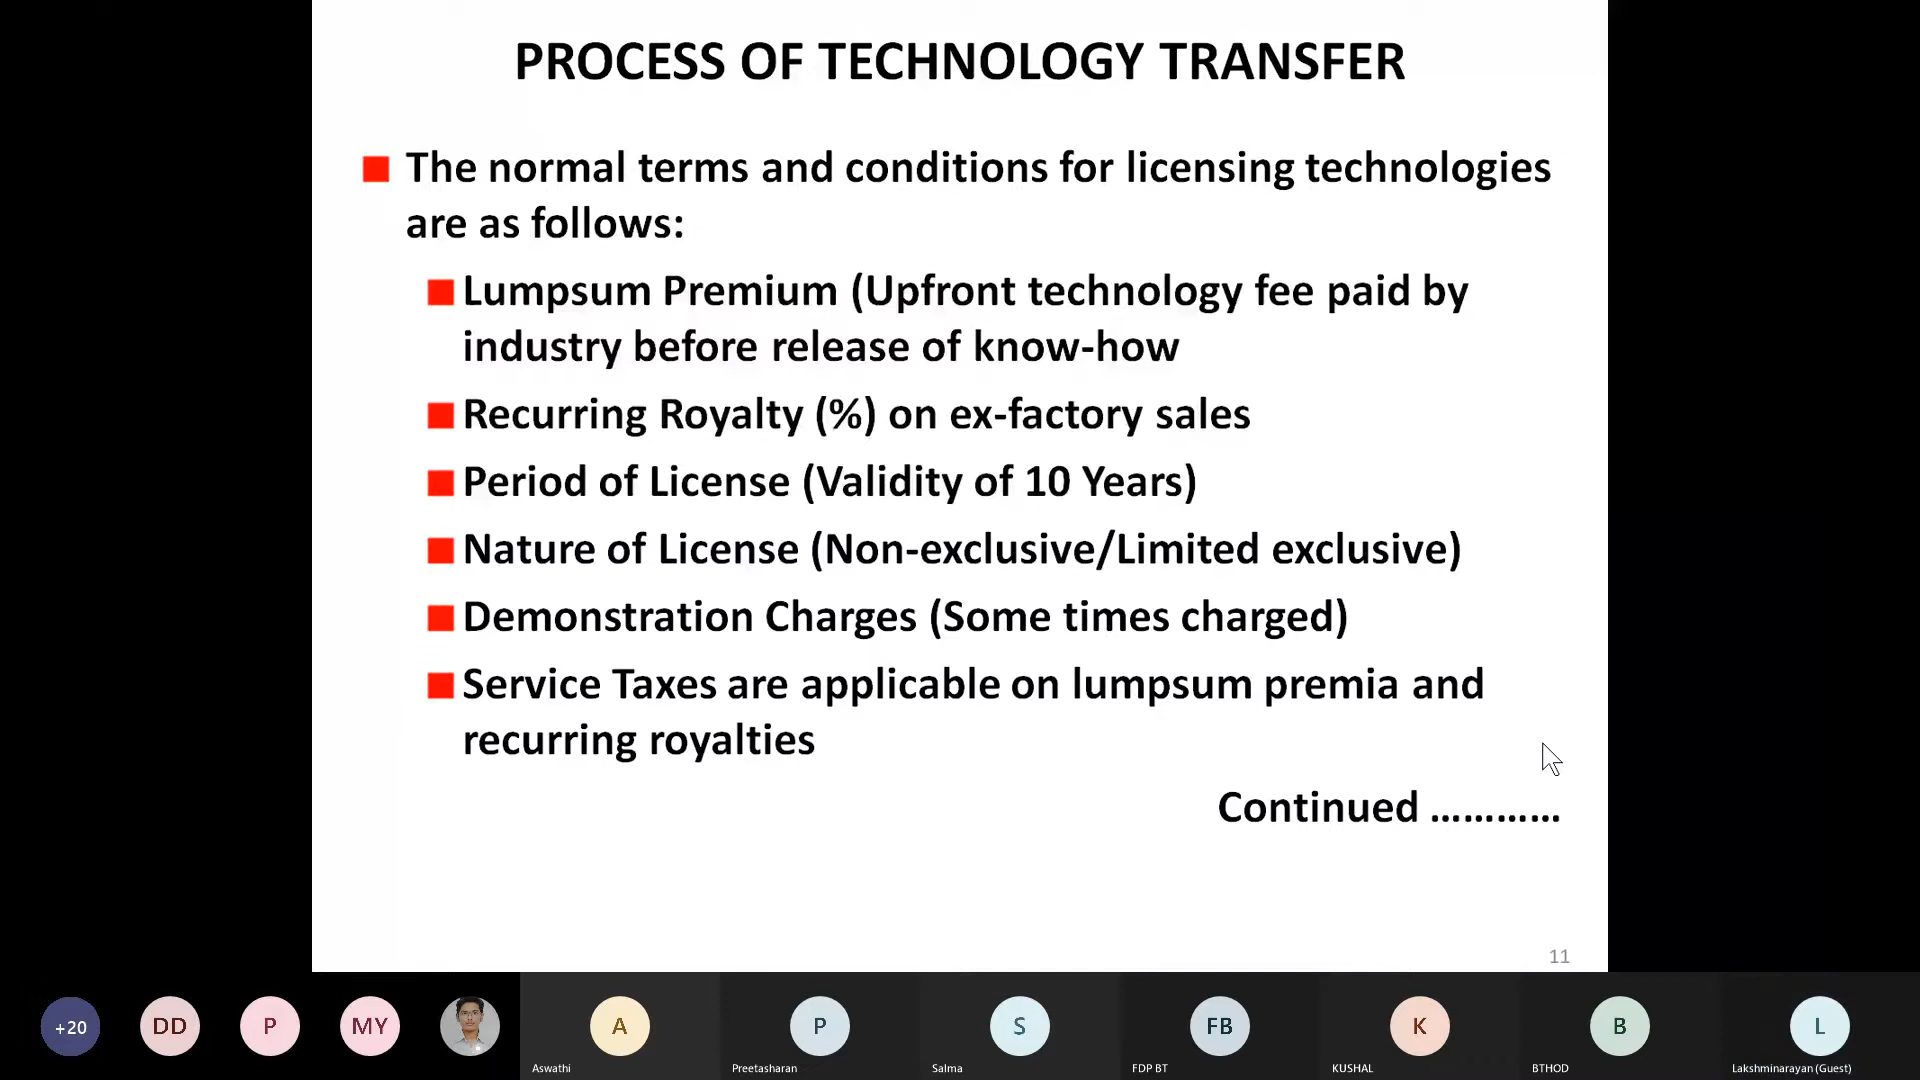 PROCESS OF TECHNOLOGY TRANSFER
The normal terms and conditions for licensing technologies
are as follows:
Lumpsum Premium (Upfront technology fee paid by
industry before release of know-how
Recurring Royalty (%) on ex-factory sales
Period of License (Validity of 10 Years)
Nature of License (Non-exclusive/Limited exclusive)
Demonstration Charges (Some times charged)
Service Taxes are applicable on lumpsum premia and
recurring royalties
Continued ............
11
+20 DD P MY A P S FB K B L
Aswathi Preetasharan Salma FDP BT KUSHAL BTHOD Lakshminarayan (Guest)